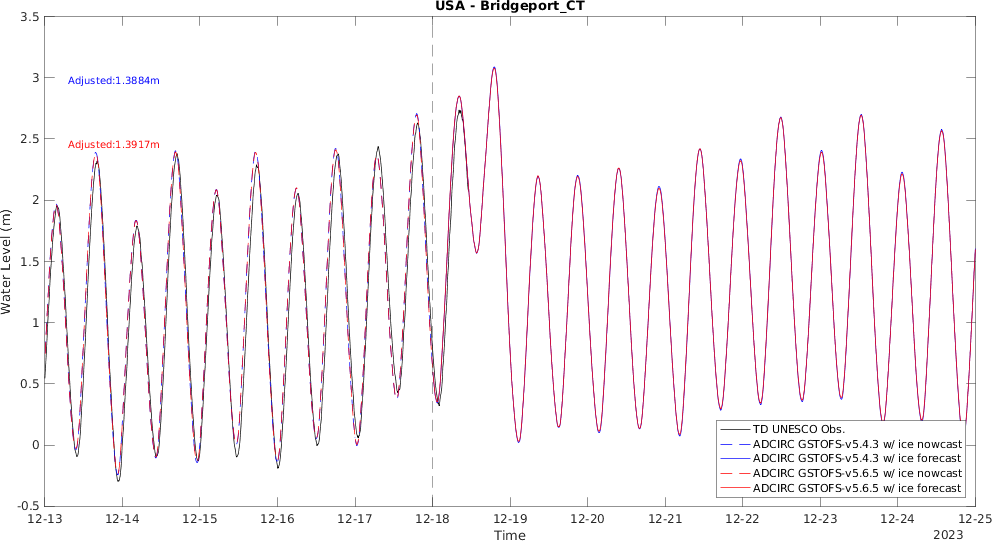 USA - Bridgeport_CT
3.5
3
2.5
2
1.5
1
0.5
0
-0.5
Water Level (m)
Adjusted:1.3884m
Adjusted:1.3917m
TD UNESCO Obs.
ADCIRC GSTOFS-v5.4.3 w/ ice nowcast
ADCIRC GSTOFS-v5.4.3 w/ ice forecast
ADCIRC GSTOFS-v5.6.5 w/ ice nowcast
ADCIRC GSTOFS-v5.6.5 w/ ice forecast
12-13 12-14 12-15 12-16 12-17 12-18 12-19 12-20 12-21 12-22 12-23 12-24 12-25
Time
2023